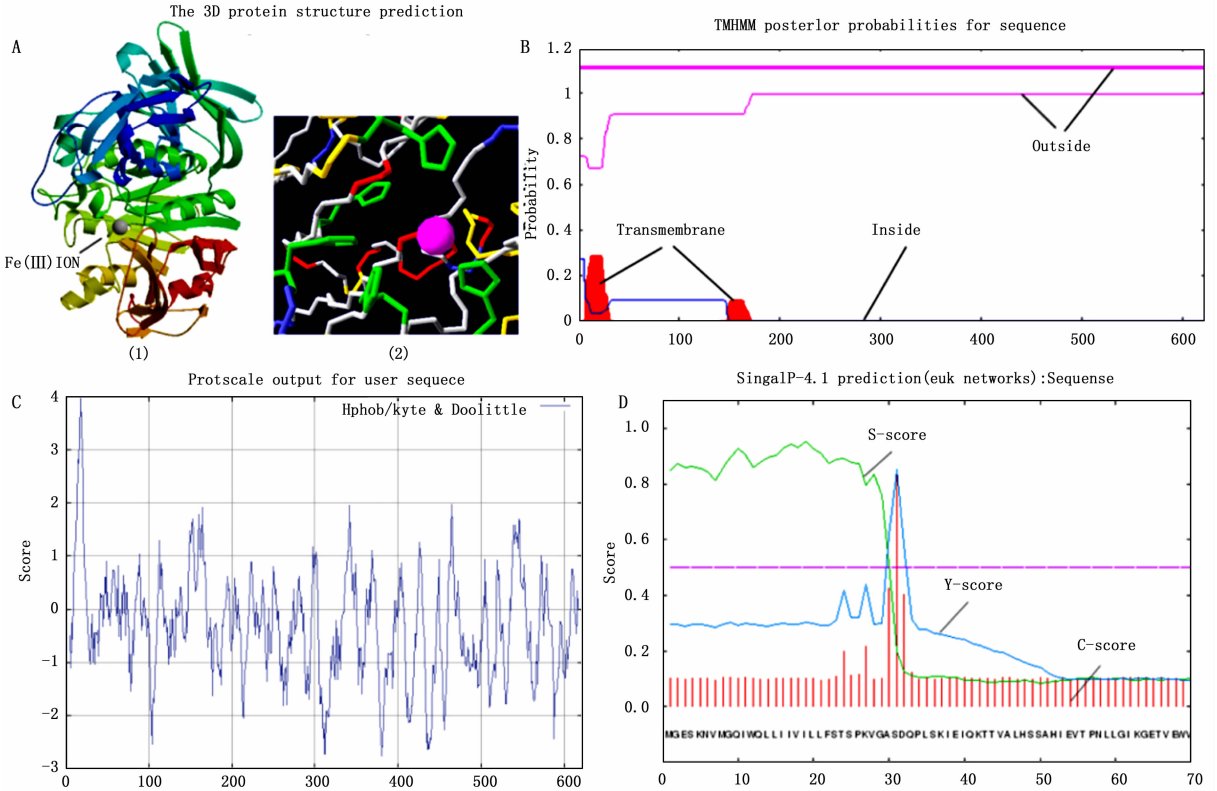 The 3D protein structure prediction
A
Fe(III)ION
(1)
(2)
TMHMM posterlor probabilities for sequence
B
Probability
1.2
1
0.8
0.6
0.4
0.2
0
Outside
Transmembrane
Inside
0 100 200 300 400 500 600
Protscale output for user sequece
C
Hphob/kyte & Doolittle
Score
4
3
2
1
0
-1
-2
-3
0 100 200 300 400 500 600
SingalP-4.1 prediction(euk networks):Sequense
D
Score
1.0
0.8
0.6
0.4
0.2
0.0
S-score
Y-score
C-score
MGESKNVMGQIWQLLIIVILLFSTSPKVGASDQPLSKIEIQKTTVALHSSAHIEVTPNLLGIKGETVEWV
0 10 20 30 40 50 60 70